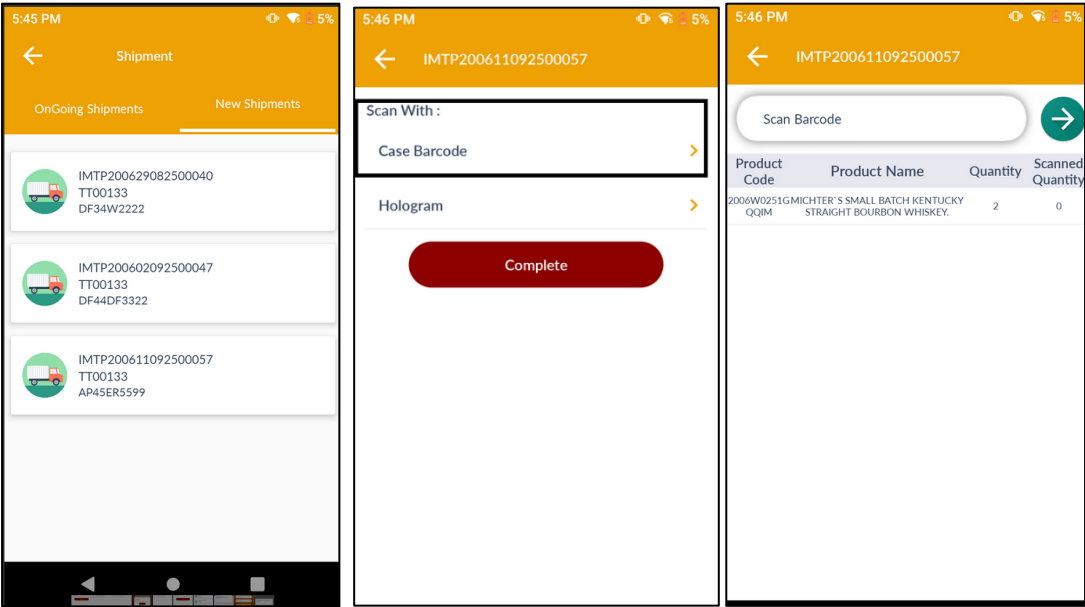 5:45 PM
5%
Shipment
OnGoing Shipments
New Shipments
IMTP200629082500040
TT00133
DF34W2222
IMTP200602092500047
TT00133
DF44DF3322
IMTP200611092500057
TT00133
AP45ER5599
5:46 PM
5%
IMTP200611092500057
Scan With :
Case Barcode
Hologram
Complete
5:46 PM
5%
IMTP200611092500057
Scan Barcode
Product Code
Product Name
Quantity
Scanned Quantity
2006W0251G
QQIM
MICHTER`S SMALL BATCH KENTUCKY
STRAIGHT BOURBON WHISKEY.
2
0